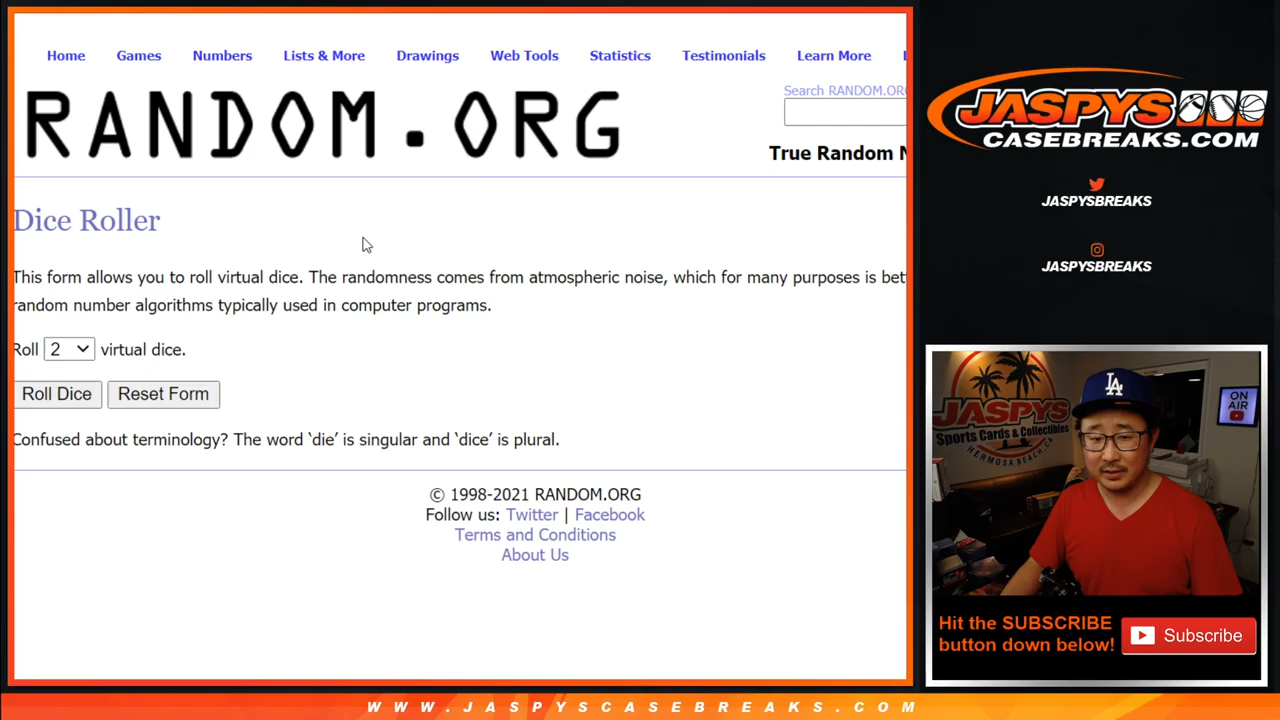 Home Games Numbers Lists & More Drawings Web Tools Statistics Testimonials Learn More
Search RANDOM.ORG
RANDOM.ORG
True Random N
Dice Roller
This form allows you to roll virtual dice. The randomness comes from atmospheric noise, which for many purposes is bet
random number algorithms typically used in computer programs.
Roll 2 virtual dice.
Roll Dice Reset Form
Confused about terminology? The word ‘die’ is singular and ‘dice’ is plural.
© 1998-2021 RANDOM.ORG
Follow us: Twitter | Facebook
Terms and Conditions
About Us
JASPYS
CASEBREAKS.COM
JASPYSBREAKS
JASPYSBREAKS
JASPYS
Sports Cards & Collectibles
HERMOSA BEACH, CA
LA
ON
AIR
Hit the SUBSCRIBE
button down below!
Subscribe
WWW.JASPYSCASEBREAKS.COM